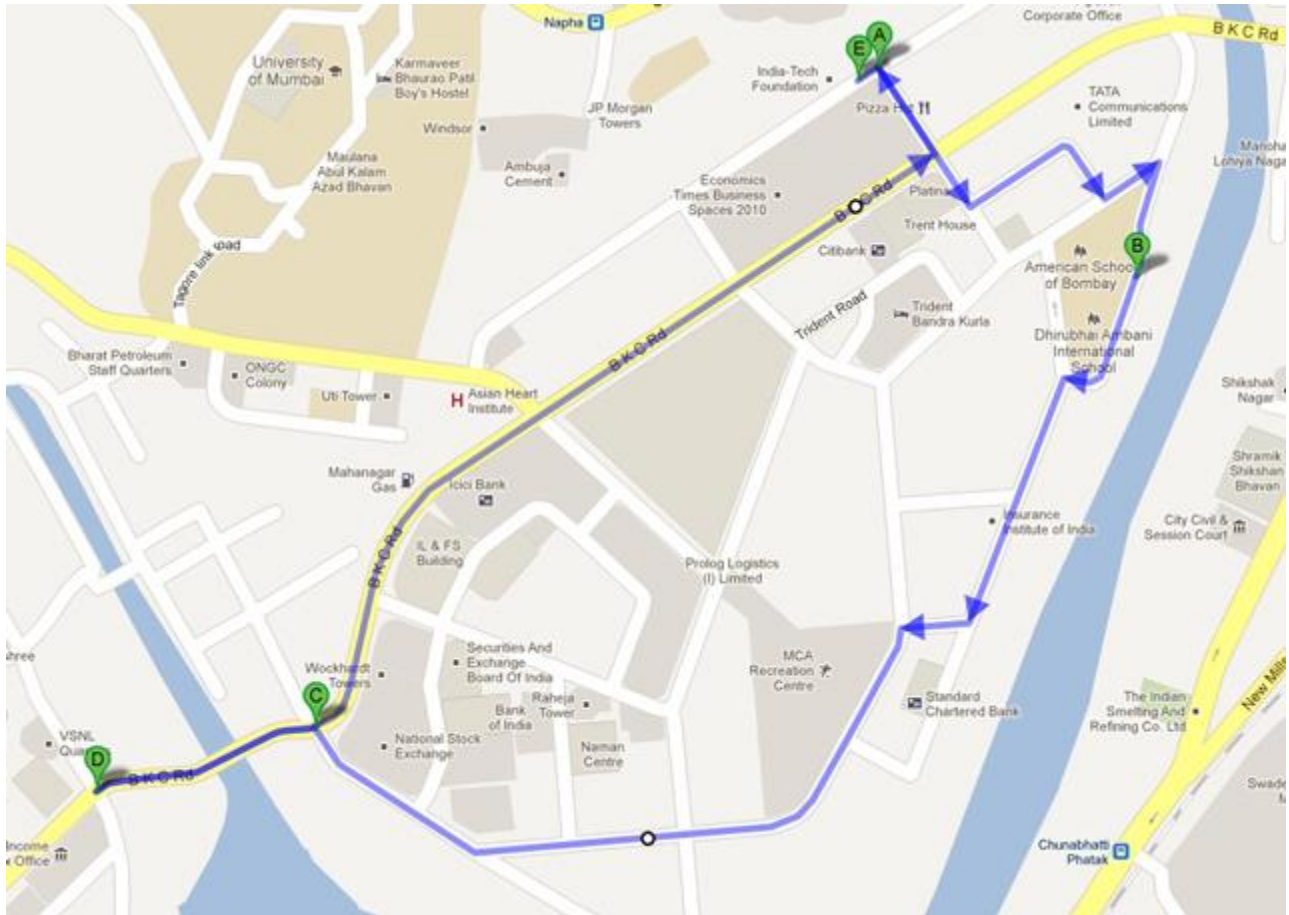 Corporate Office
Napha
A
E
B K C Rd
University
of Mumbai
Karmaveer
Bhaurao Patil
Boy's Hostel
India-Tech
Foundation
Pizza
TATA
Communications
Limited
JP Morgan
Towers
Windsor
Ambuja
Cement
Maulana
Abul Kalam
Azad Bhavan
Economics
Times Business
Spaces 2010
Lohiya
Trent House
Citibank
B
American School
of Bombay
Tagore link
Trident Road
Trident
Bandra Kurla
Dhirubhai Ambani
International
School
B K C Rd
Bharat Petroleum
Staff Quarters
ONGC
Colony
Uti Tower
H Asian Heart
Institute
Shikshak
Nagar
Mahanagar
Gas
Icici Bank
Shramik
Shikshan
Bhavan
Insurance
Institute of India
City Civil &
Session Court
B K C Rd
IL & FS
Building
Prolog Logistics
(I) Limited
Wockhardt
Towers
Securities And
Exchange
Board Of India
MCA
Recreation
Centre
C
Raheja
Tower
Bank
of India
Standard
Chartered Bank
The Indian
Smelting And
Refining Co. Ltd
New
VSNL
D
National Stock
Exchange
Naman
Centre
B K C Rd
Chunabhatti
Phatak
Office